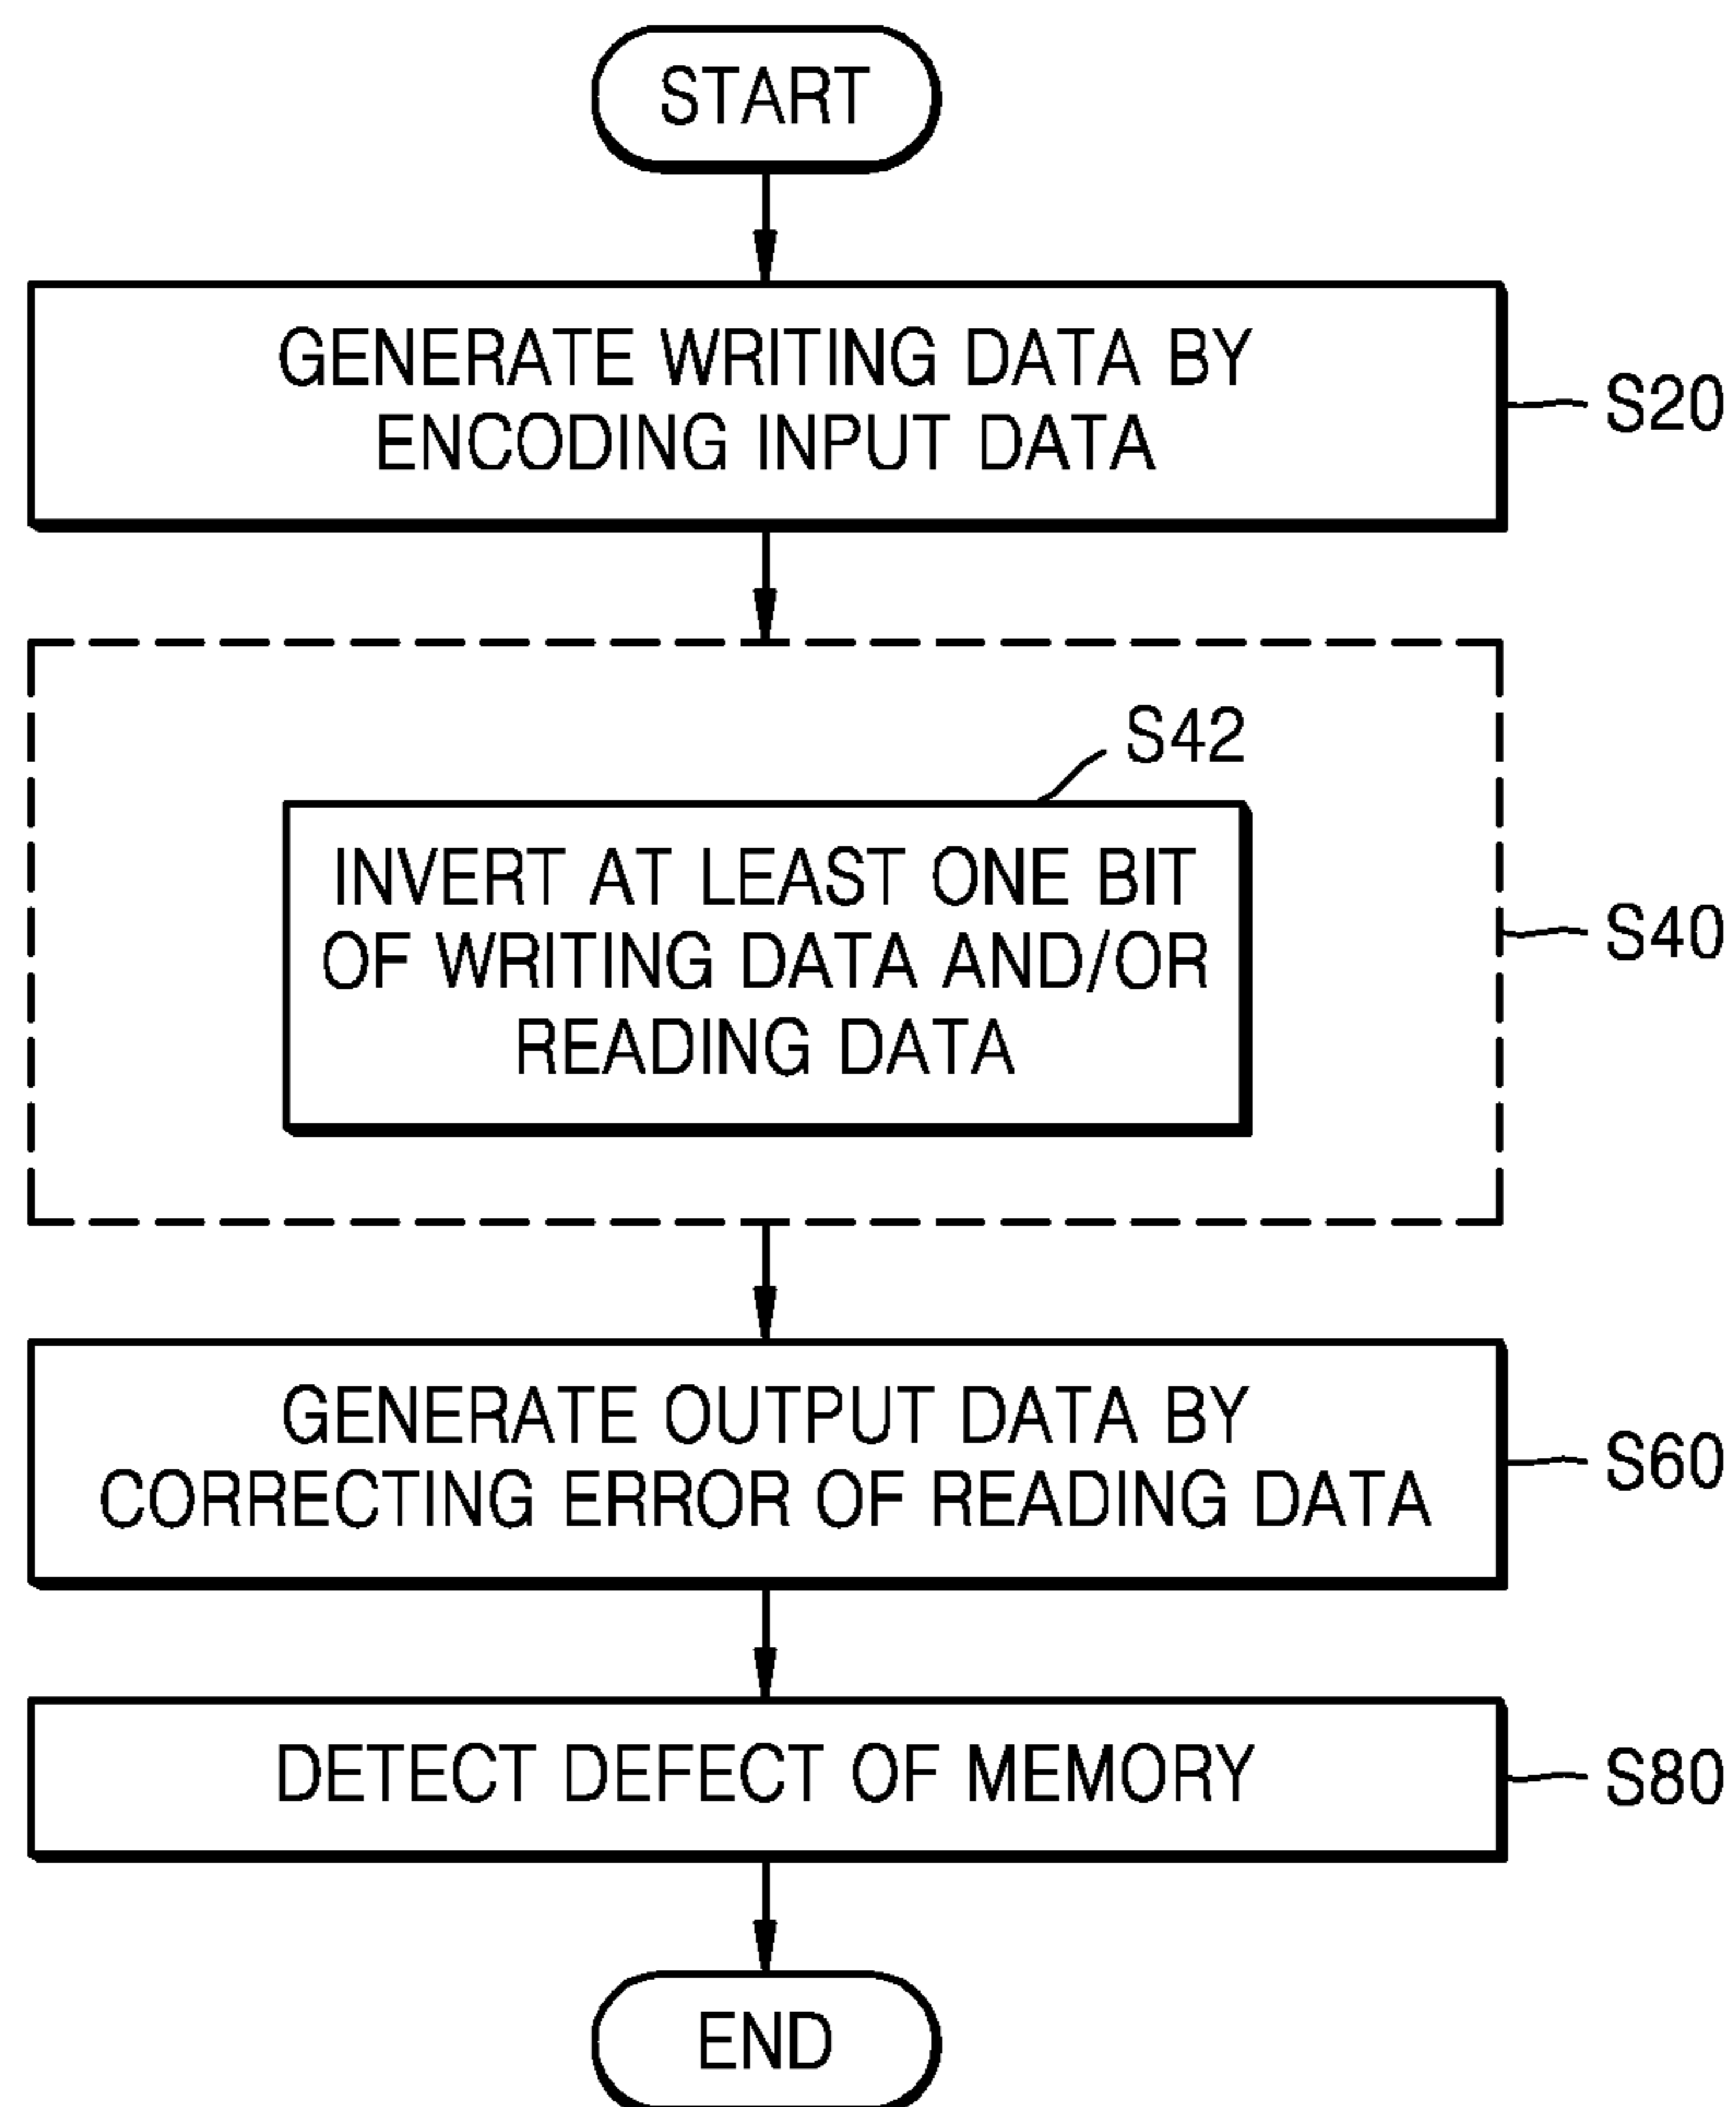 START
GENERATE WRITING DATA BY
ENCODING INPUT DATA
S20
S42
INVERT AT LEAST ONE BIT
OF WRITING DATA AND/OR
READING DATA
S40
GENERATE OUTPUT DATA BY
CORRECTING ERROR OF READING DATA
S60
DETECT DEFECT OF MEMORY
S80
END